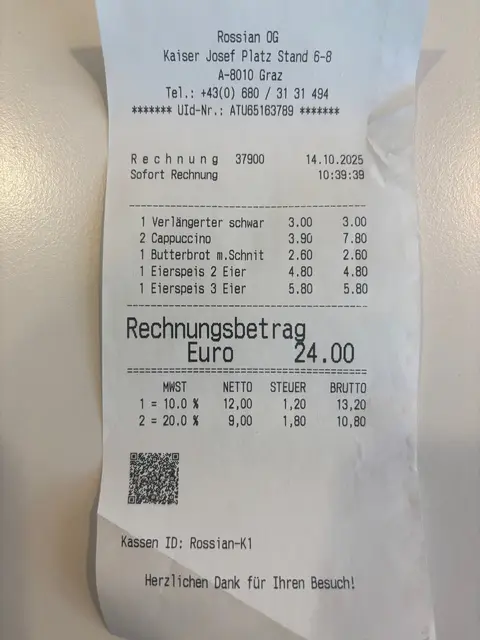 Rossian OG
Kaiser Josef Platz Stand 6-8
A-8010 Graz
Tel.: +43(0) 680 / 31 31 494
******* UId-Nr.: ATU65163789 *******
Rechnung 37900 14.10.2025
Sofort Rechnung 10:39:39
1 Verlängerter schwar 3.00 3.00
2 Cappuccino 3.90 7.80
1 Butterbrot m.Schnit 2.60 2.60
1 Eierspeis 2 Eier 4.80 4.80
1 Eierspeis 3 Eier 5.80 5.80
Rechnungsbetrag
Euro 24.00
MWST NETTO STEUER BRUTTO
1 = 10.0 % 12,00 1,20 13,20
2 = 20.0 % 9,00 1,80 10,80
Kassen ID: Rossian-K1
Herzlichen Dank für Ihren Besuch!